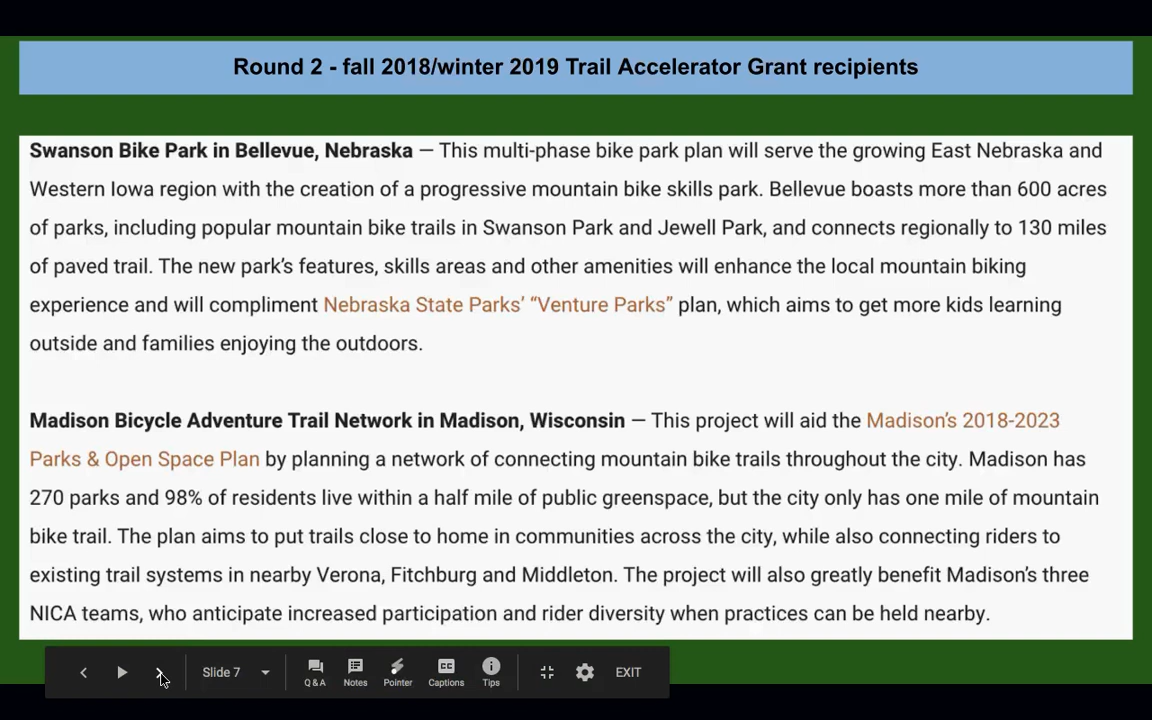 Round 2 - fall 2018/winter 2019 Trail Accelerator Grant recipients
Swanson Bike Park in Bellevue, Nebraska — This multi-phase bike park plan will serve the growing East Nebraska and
Western Iowa region with the creation of a progressive mountain bike skills park. Bellevue boasts more than 600 acres
of parks, including popular mountain bike trails in Swanson Park and Jewell Park, and connects regionally to 130 miles
of paved trail. The new park’s features, skills areas and other amenities will enhance the local mountain biking
experience and will compliment Nebraska State Parks’ “Venture Parks” plan, which aims to get more kids learning
outside and families enjoying the outdoors.
Madison Bicycle Adventure Trail Network in Madison, Wisconsin — This project will aid the Madison’s 2018-2023
Parks & Open Space Plan by planning a network of connecting mountain bike trails throughout the city. Madison has
270 parks and 98% of residents live within a half mile of public greenspace, but the city only has one mile of mountain
bike trail. The plan aims to put trails close to home in communities across the city, while also connecting riders to
existing trail systems in nearby Verona, Fitchburg and Middleton. The project will also greatly benefit Madison’s three
NICA teams, who anticipate increased participation and rider diversity when practices can be held nearby.
Slide 7 Q & A Notes Pointer CC Captions Tips EXIT